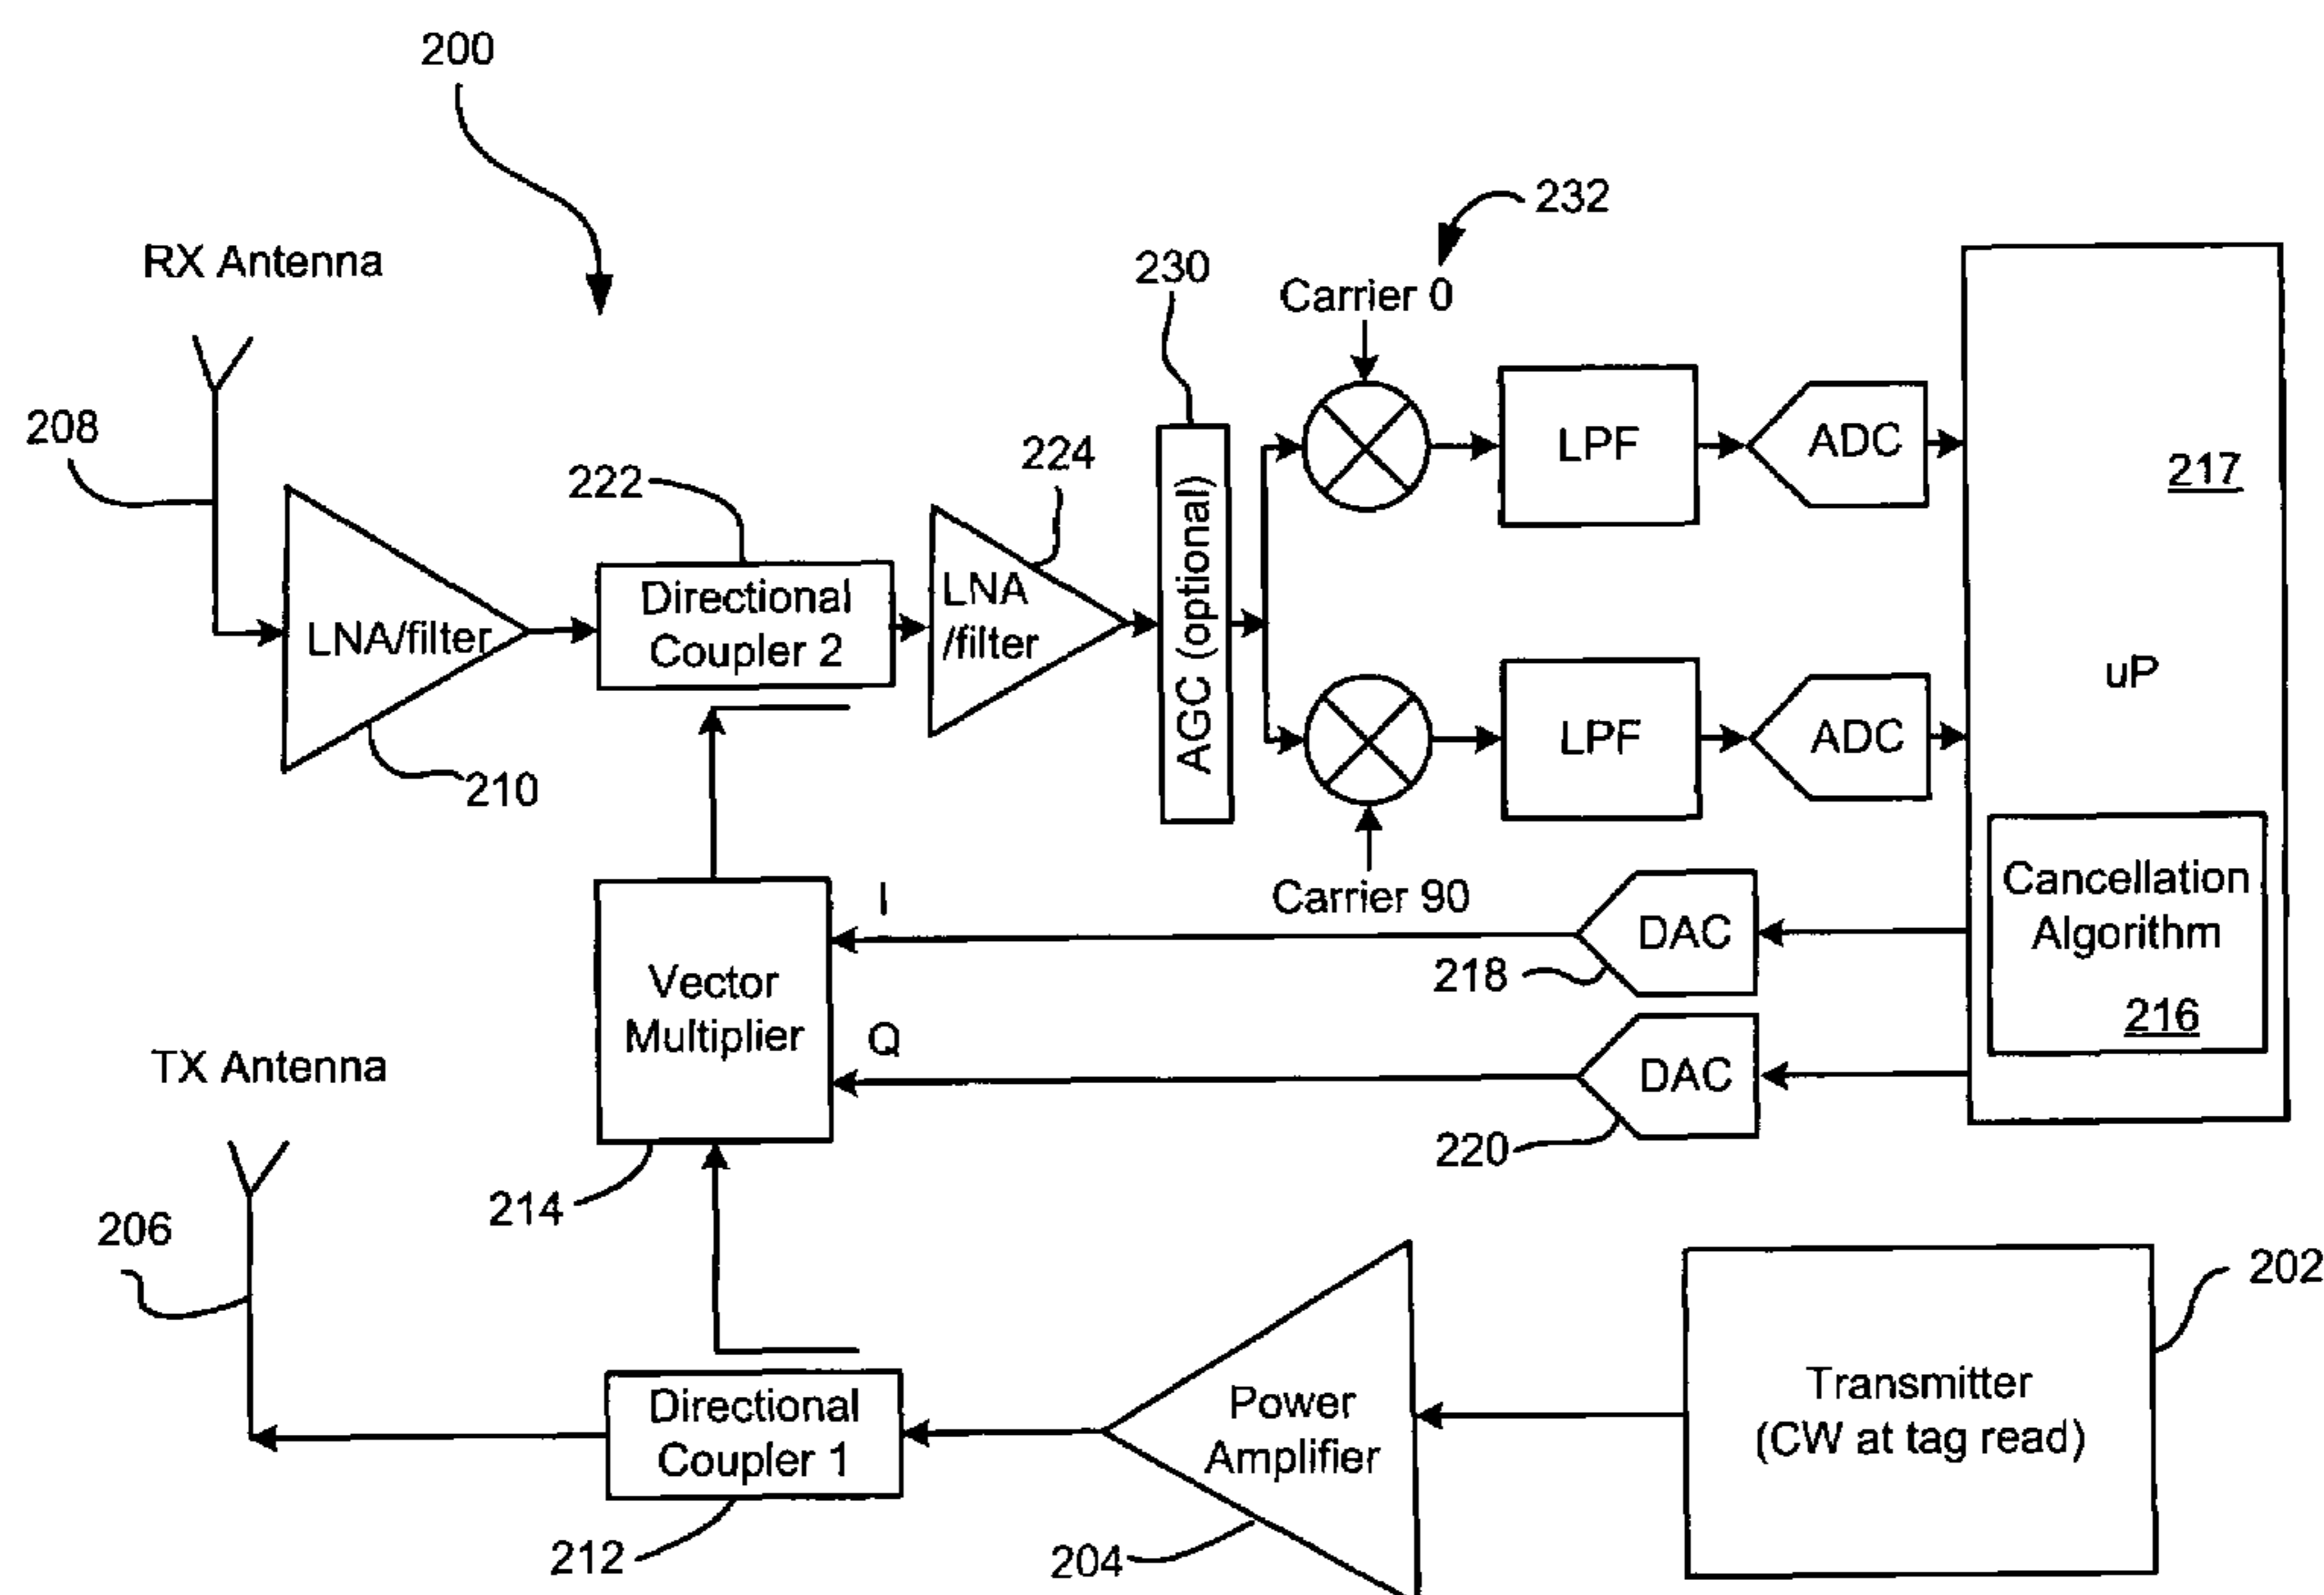 200
232
RX Antenna
230
Carrier 0
208
222
224
LPF
ADC
217
LNA/filter
Directional
Coupler 2
LNA
/filter
AGC (optional)
uP
210
LPF
ADC
I
Carrier 90
DAC
Cancellation
Algorithm
218
Vector
Multiplier
216
TX Antenna
Q
DAC
220
214
206
202
Directional
Coupler 1
Power
Amplifier
Transmitter
(CW at tag read)
212
204